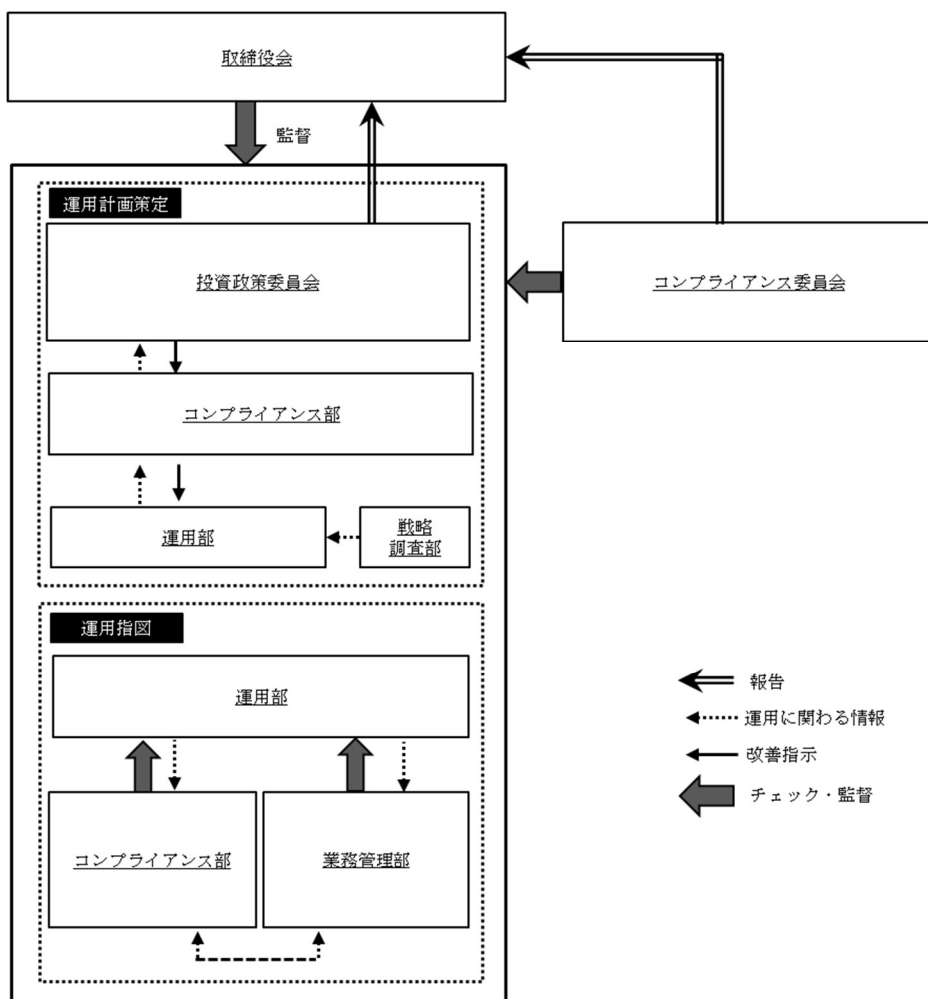 取締役会
監督
運用計画策定
投資政策委員会
コンプライアンス委員会
コンプライアンス部
運用部
戦略
調査部
運用指図
運用部
報告
運用に関わる情報
改善指示
チェック・監督
コンプライアンス部
業務管理部